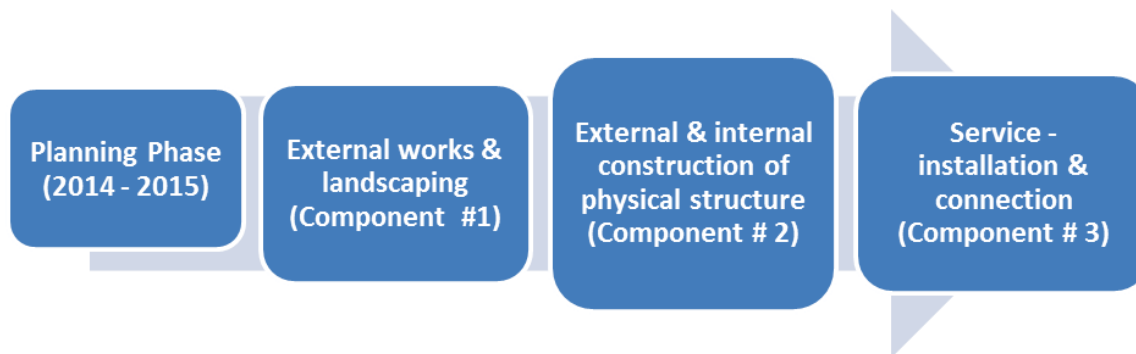 Planning Phase
(2014 - 2015)
External works &
landscaping
(Component  #1)
External & internal
construction of
physical structure
(Component # 2)
Service -
installation &
connection
(Component # 3)